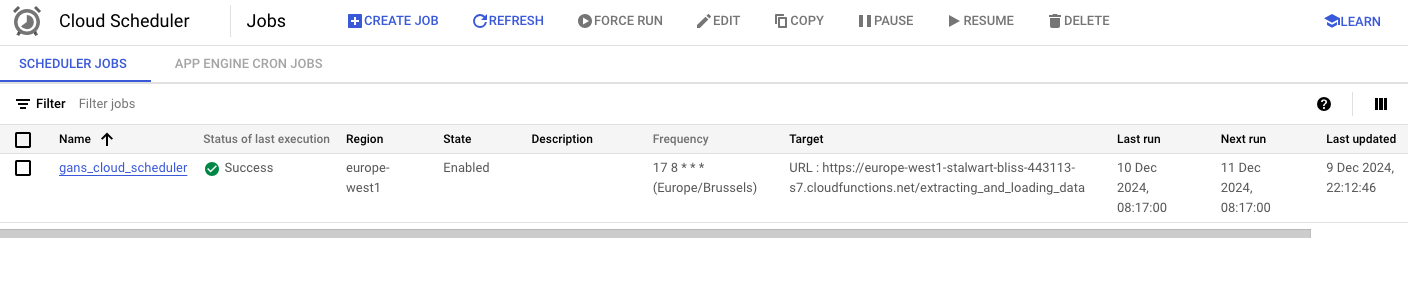 Cloud Scheduler Jobs CREATE JOB REFRESH FORCE RUN EDIT COPY PAUSE RESUME DELETE LEARN
SCHEDULER JOBS APP ENGINE CRON JOBS
Filter Filter jobs
Name Status of last execution Region State Description Frequency Target Last run Next run Last updated
gans_cloud_scheduler Success europe- Enabled 17 8 * * * URL : https://europe-west1-stalwart-bliss-443113- 10 Dec 11 Dec 9 Dec 2024,
west1 (Europe/Brussels) s7.cloudfunctions.net/extracting_and_loading_data 2024, 2024, 22:12:46
08:17:00 08:17:00